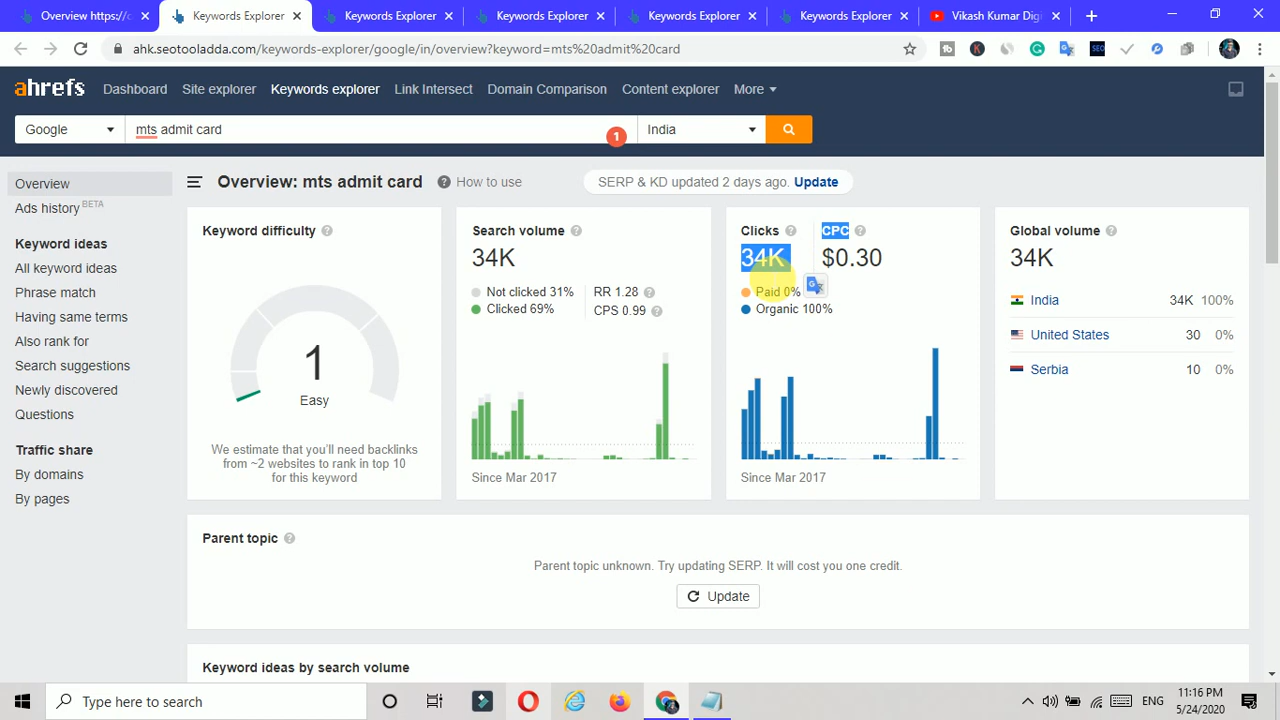 Overview https://c
Keywords Explorer
Keywords Explorer
Keywords Explorer
Keywords Explorer
Keywords Explorer
Vikash Kumar Digi
ahk.seotooladda.com/keywords-explorer/google/in/overview?keyword=mts%20admit%20card
ahrefs
Dashboard
Site explorer
Keywords explorer
Link Intersect
Domain Comparison
Content explorer
More
Google
mts admit card
1
India
Overview
Ads history BETA
Keyword ideas
All keyword ideas
Phrase match
Having same terms
Also rank for
Search suggestions
Newly discovered
Questions
Traffic share
By domains
By pages
Overview: mts admit card
? How to use
SERP & KD updated 2 days ago. Update
Keyword difficulty ?
1
Easy
We estimate that you'll need backlinks
from ~2 websites to rank in top 10
for this keyword
Search volume ?
34K
Not clicked 31%
Clicked 69%
RR 1.28 ?
CPS 0.99 ?
Since Mar 2017
Clicks ?
34K
CPC ?
$0.30
Paid 0%
Organic 100%
Since Mar 2017
Global volume ?
34K
India 34K 100%
United States 30 0%
Serbia 10 0%
Parent topic ?
Parent topic unknown. Try updating SERP. It will cost you one credit.
Update
Keyword ideas by search volume
Type here to search
ENG
11:16 PM
5/24/2020